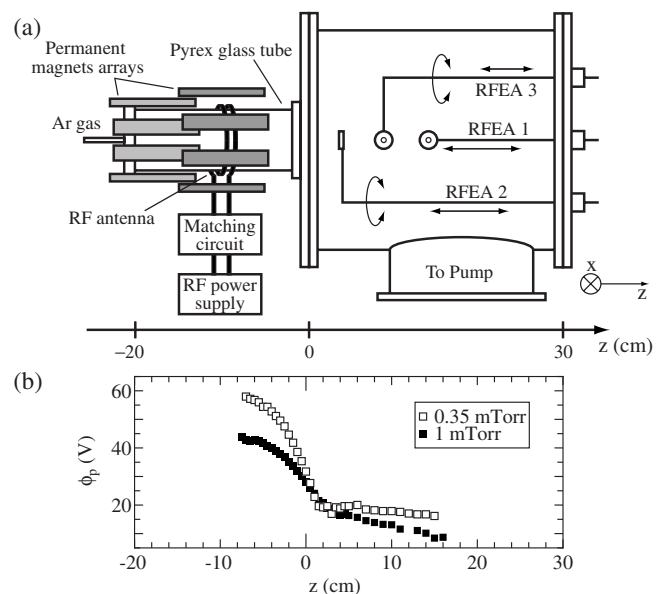 (a)
Permanent
magnets arrays
Pyrex glass tube
Ar gas
RF antenna
Matching
circuit
RF power
supply
RFEA 3
RFEA 1
RFEA 2
To Pump
x
z
−20
0
30
z (cm)
(b)
60
40
20
0
ϕp (V)
0.35 mTorr
1 mTorr
-20
-10
0
10
20
30
z (cm)